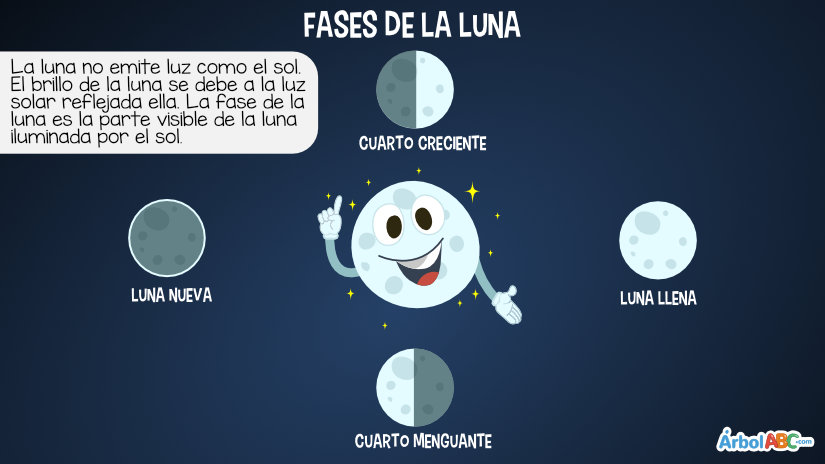 FASES DE LA LUNA
La luna no emite luz como el sol.
El brillo de la luna se debe a la luz
solar reflejada ella. La fase de la
luna es la parte visible de la luna
iluminada por el sol.
CUARTO CRECIENTE
LUNA NUEVA
LUNA LLENA
CUARTO MENGUANTE
ÁrbolABC.com